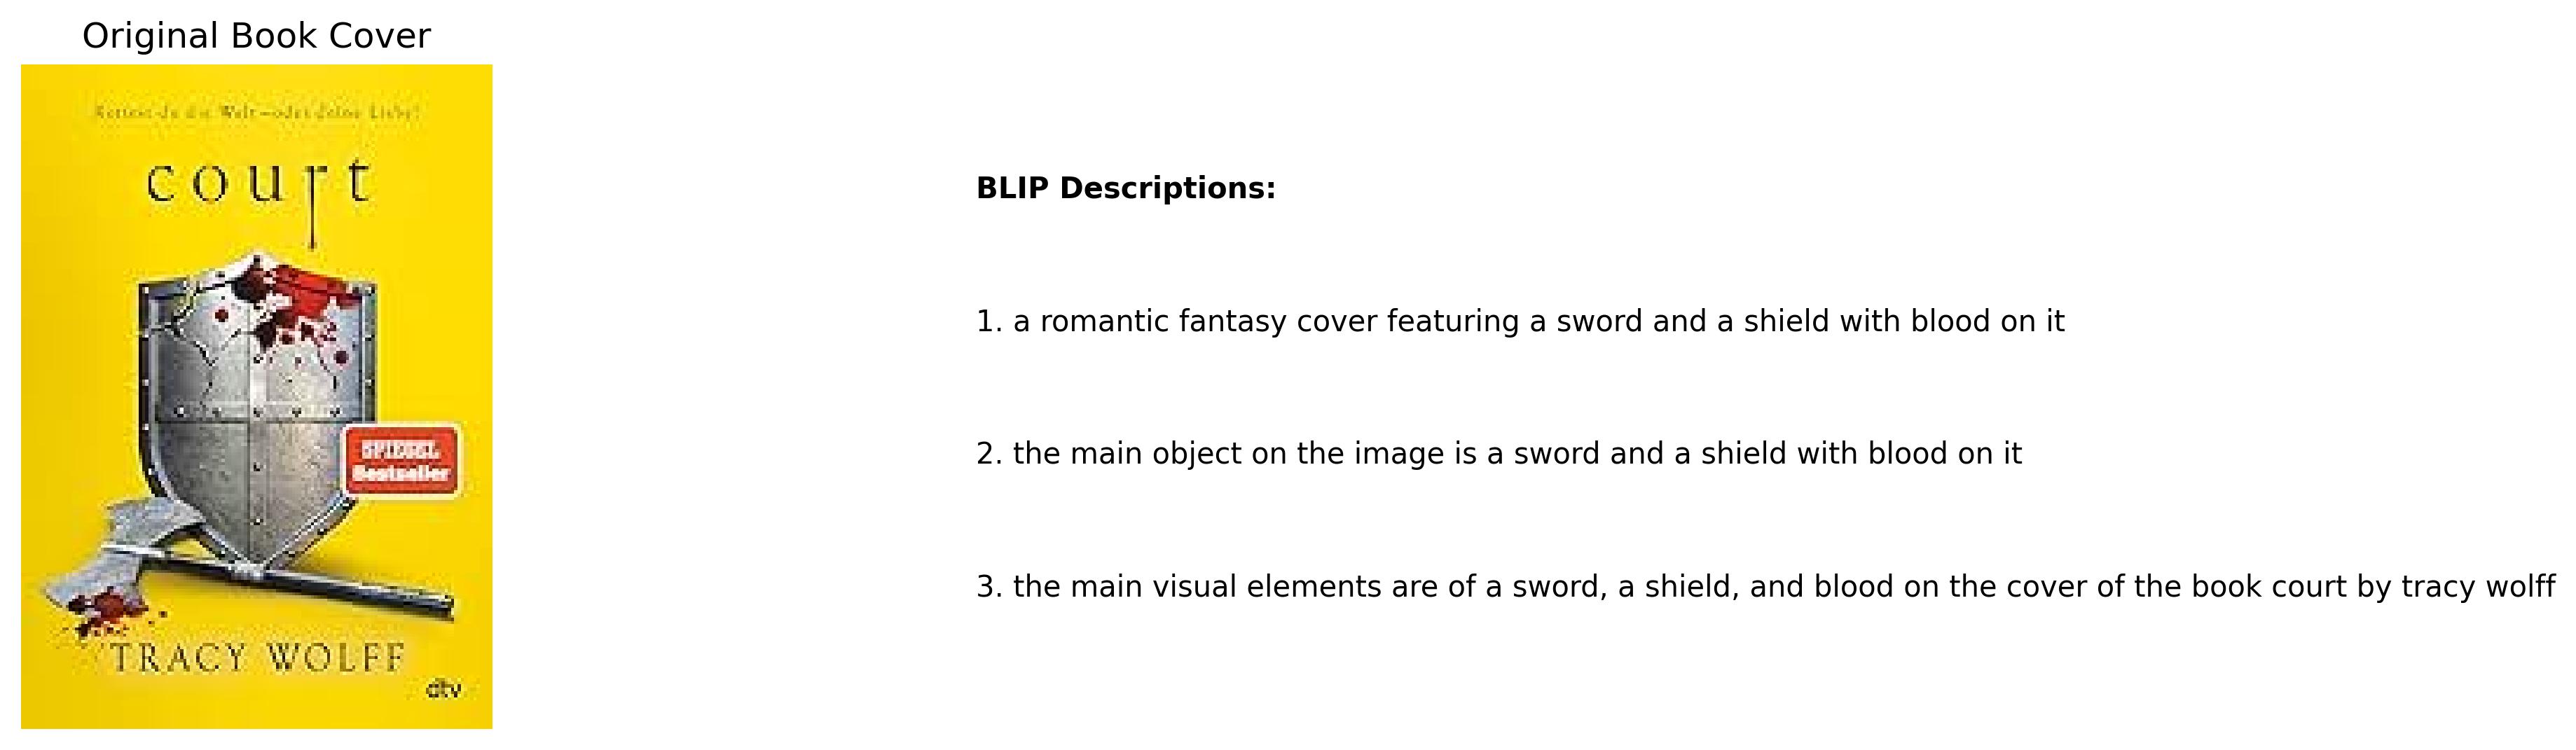 Original Book Cover
Rettest du die Welt – oder deine Liebe?
court
SPIEGEL
Bestseller
TRACY WOLFF
dtv
BLIP Descriptions:
1. a romantic fantasy cover featuring a sword and a shield with blood on it
2. the main object on the image is a sword and a shield with blood on it
3. the main visual elements are of a sword, a shield, and blood on the cover of the book court by tracy wolff